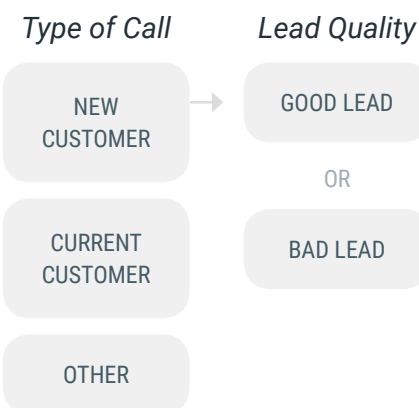 Type of Call
Lead Quality
NEW
CUSTOMER
GOOD LEAD
OR
BAD LEAD
CURRENT
CUSTOMER
OTHER